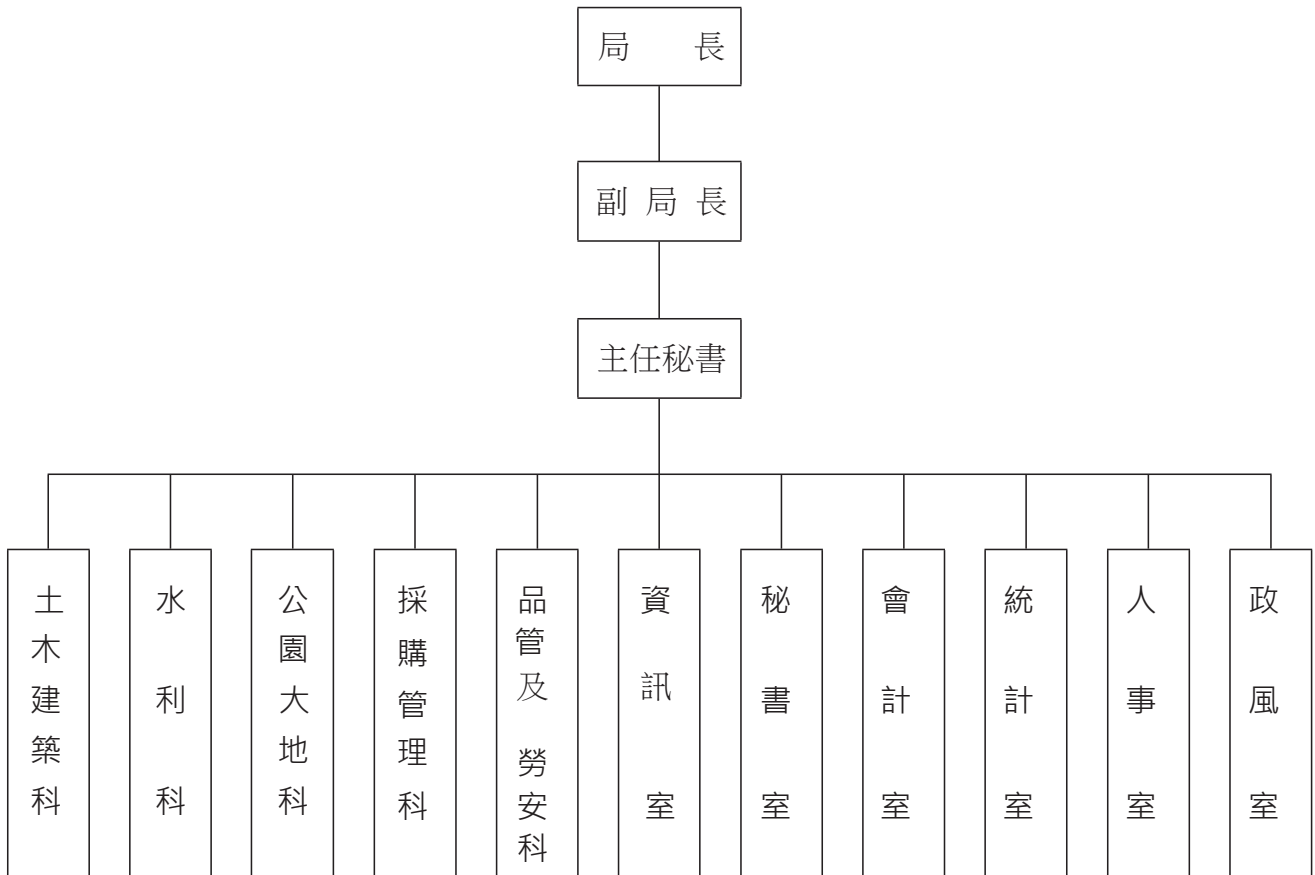 局 長
副局長
主任秘書
土木建築科
水利科
公園大地科
採購管理科
品管及勞安科
資訊室
秘書室
會計室
統計室
人事室
政風室